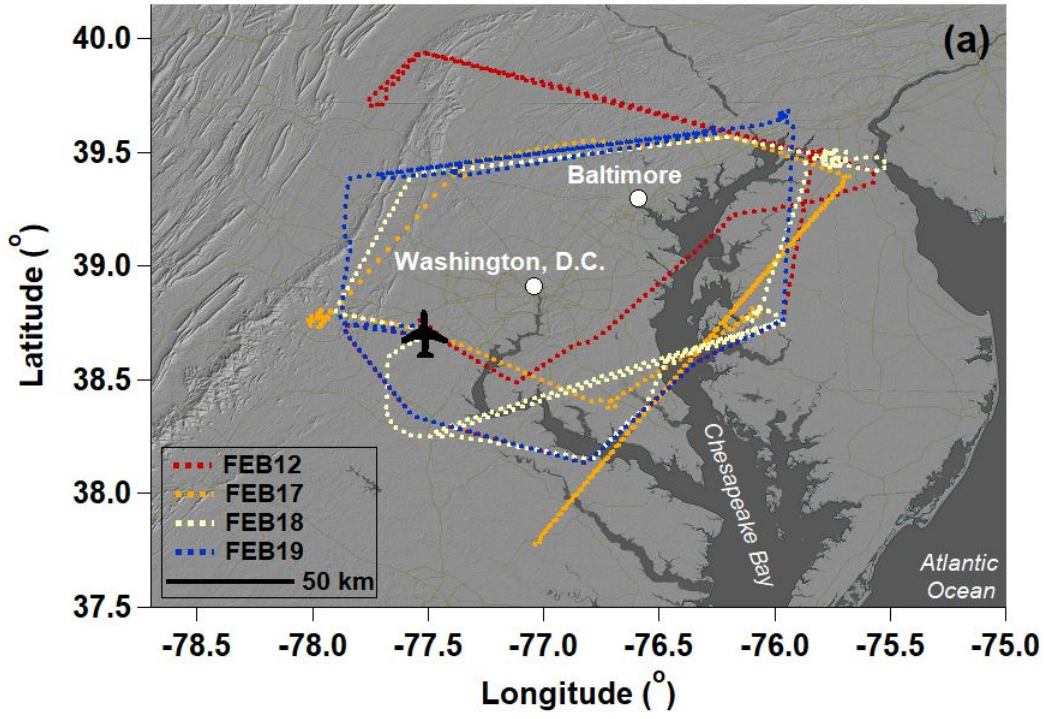 (a)
40.0
39.5
39.0
38.5
38.0
37.5
Latitude (°)
Baltimore
Washington, D.C.
Chesapeake Bay
Atlantic
Ocean
FEB12
FEB17
FEB18
FEB19
50 km
-78.5 -78.0 -77.5 -77.0 -76.5 -76.0 -75.5 -75.0
Longitude (°)